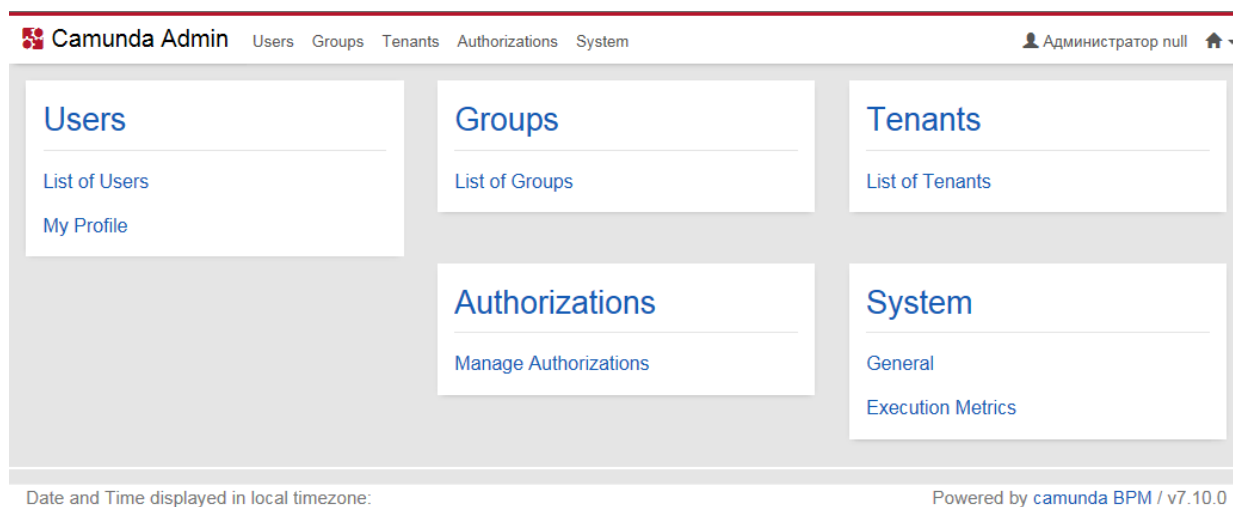 Camunda Admin Users Groups Tenants Authorizations System Администратор null
Users
List of Users
My Profile
Groups
List of Groups
Tenants
List of Tenants
Authorizations
Manage Authorizations
System
General
Execution Metrics
Date and Time displayed in local timezone:
Powered by camunda BPM / v7.10.0